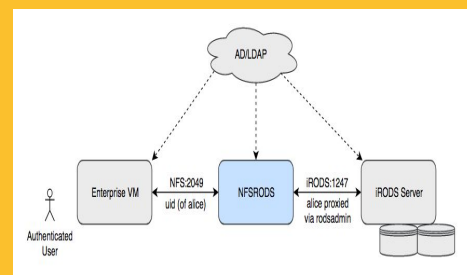 AD/LDAP
Enterprise VM
NFS:2049
uid (of alice)
NFSRODS
iRODS:1247
alice proxied
via rodsadmin
iRODS Server
Authenticated
User